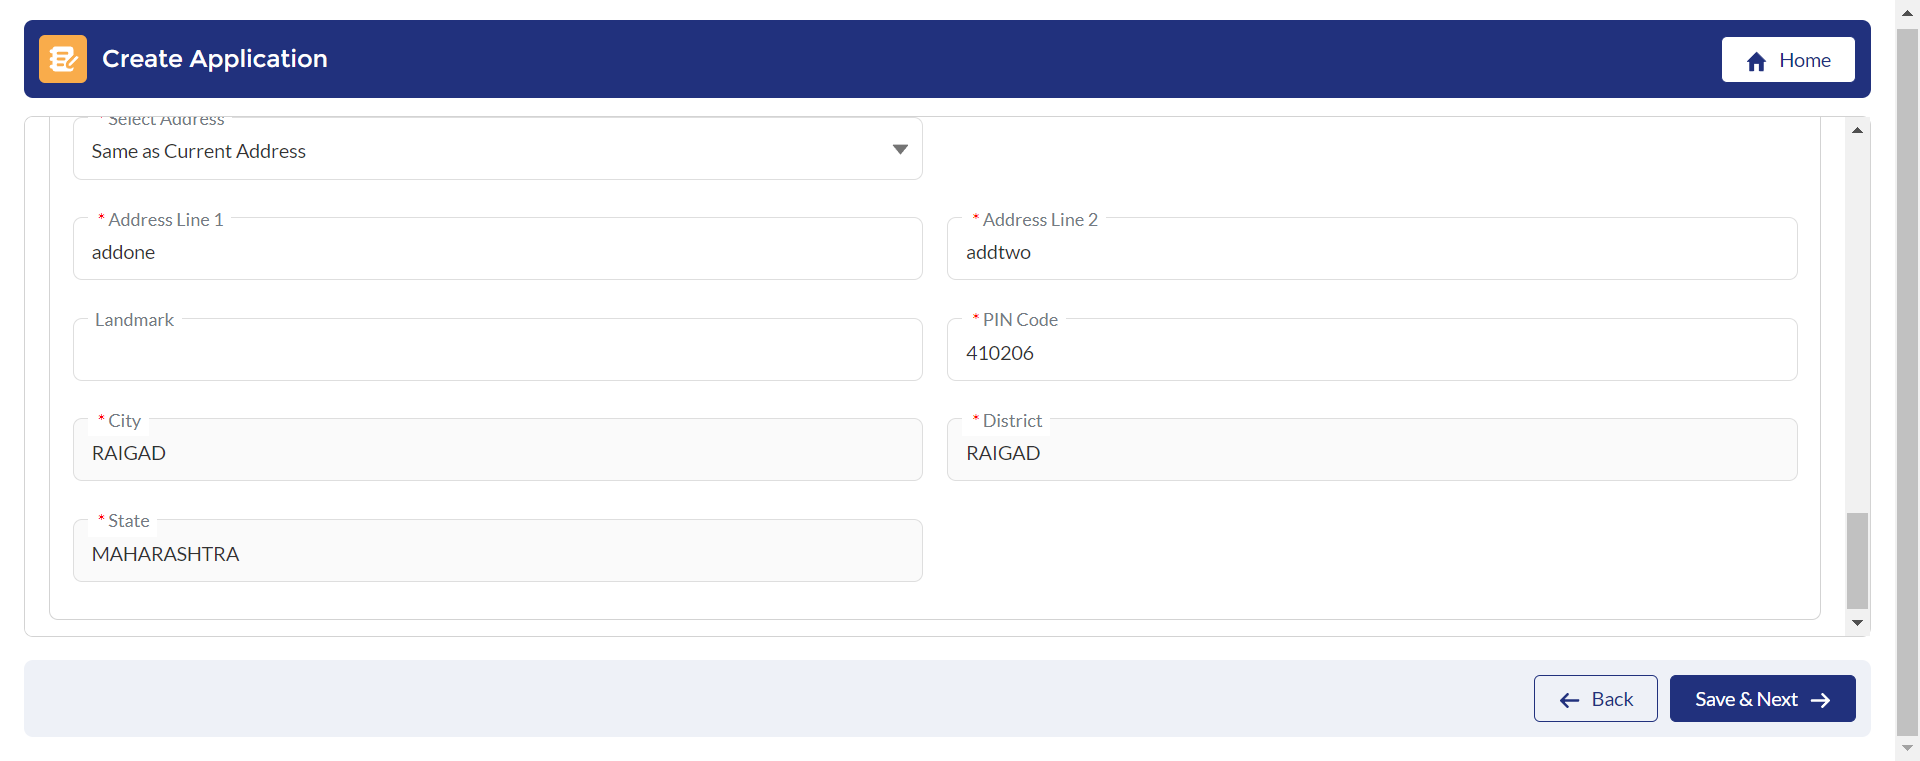 Create Application
Home
* Select Address
Same as Current Address
* Address Line 1
addone
* Address Line 2
addtwo
Landmark
* PIN Code
410206
* City
RAIGAD
* District
RAIGAD
* State
MAHARASHTRA
Back
Save & Next